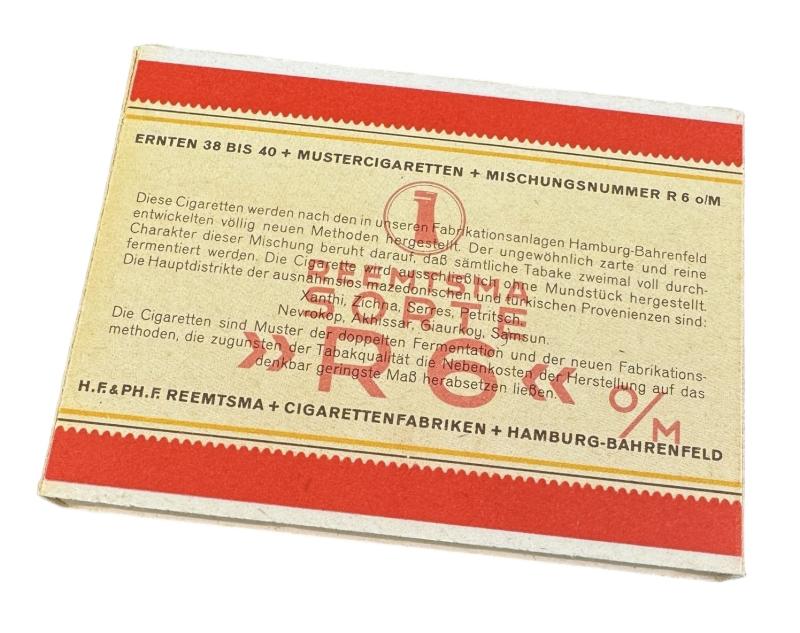 ERNTEN 38 BIS 40 + MUSTERCIGARETTEN + MISCHUNGSNUMMER R 6 o/M
Diese Cigaretten werden nach den in unseren Fabrikationsanlagen Hamburg-Bahrenfeld
entwickelten völlig neuen Methoden hergestellt. Der ungewöhnlich zarte und reine
Charakter dieser Mischung beruht darauf, daß sämtliche Tabake zweimal voll durch-
fermentiert werden. Die Cigarette wird ausschließlich ohne Mundstück hergestellt.
Die Hauptdistrikte der ausnahmslos mazedonischen und türkischen Provenienzen sind:
Xanthi, Zichna, Serres, Petritsch,
Nevrokop, Akhissar, Giaurkoy, Samsun.
Die Cigaretten sind Muster der doppelten Fermentation und der neuen Fabrikations-
methoden, die zugunsten der Tabakqualität die Nebenkosten der Herstellung auf das
denkbar geringste Maß herabsetzen ließen.
REEMTSMA
SORTE
»R6« O/M
H.F.&PH.F. REEMTSMA + CIGARETTENFABRIKEN + HAMBURG-BAHRENFELD